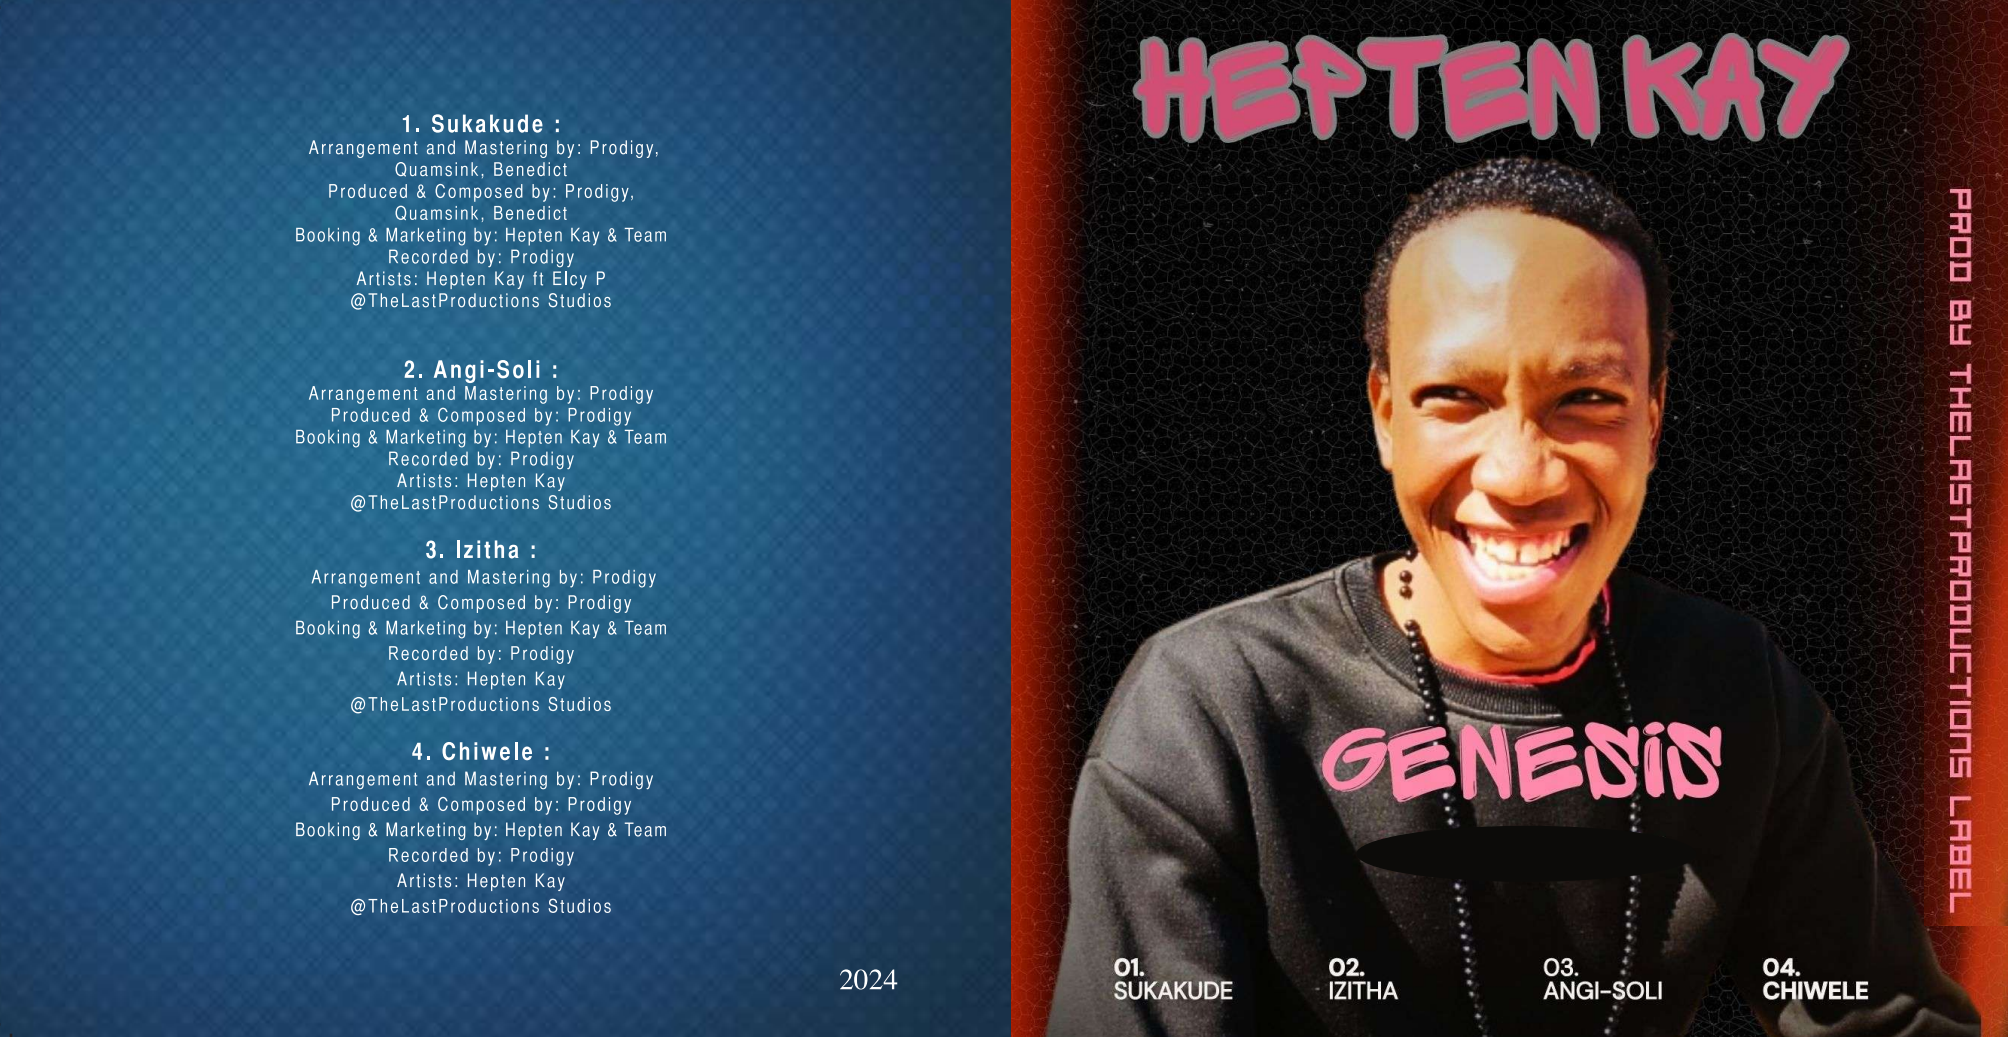 1. Sukakude :
Arrangement and Mastering by: Prodigy,
Quamsink, Benedict
Produced & Composed by: Prodigy,
Quamsink, Benedict
Booking & Marketing by: Hepten Kay & Team
Recorded by: Prodigy
Artists: Hepten Kay ft Elcy P
@TheLastProductions Studios
2. Angi-Soli :
Arrangement and Mastering by: Prodigy
Produced & Composed by: Prodigy
Booking & Marketing by: Hepten Kay & Team
Recorded by: Prodigy
Artists: Hepten Kay
@TheLastProductions Studios
3. Izitha :
Arrangement and Mastering by: Prodigy
Produced & Composed by: Prodigy
Booking & Marketing by: Hepten Kay & Team
Recorded by: Prodigy
Artists: Hepten Kay
@TheLastProductions Studios
4. Chiwele :
Arrangement and Mastering by: Prodigy
Produced & Composed by: Prodigy
Booking & Marketing by: Hepten Kay & Team
Recorded by: Prodigy
Artists: Hepten Kay
@TheLastProductions Studios
2024
HEPTEN KAY
PROD BY THELASTPRODUCTIONS LABEL
GENESIS
01.
SUKAKUDE
02.
IZITHA
03.
ANGI-SOLI
04.
CHIWELE